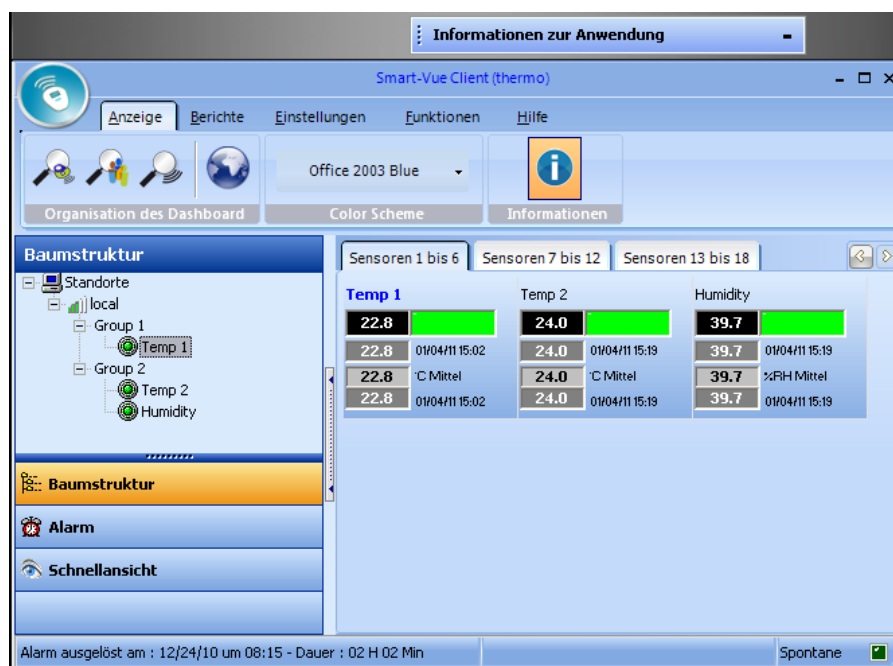 Informationen zur Anwendung
Smart-Vue Client (thermo)
Anzeige Berichte Einstellungen Funktionen Hilfe
Office 2003 Blue
Organisation des Dashboard Color Scheme Informationen
Baumstruktur
Standorte
local
Group 1
Temp 1
Group 2
Temp 2
Humidity
Baumstruktur
Alarm
Schnellansicht
Sensoren 1 bis 6 Sensoren 7 bis 12 Sensoren 13 bis 18
Temp 1 Temp 2 Humidity
22.8 24.0 39.7
22.8 01/04/11 15:02 24.0 01/04/11 15:19 39.7 01/04/11 15:19
22.8 °C Mittel 24.0 °C Mittel 39.7 %RH Mittel
22.8 01/04/11 15:02 24.0 01/04/11 15:19 39.7 01/04/11 15:19
Alarm ausgelöst am : 12/24/10 um 08:15 - Dauer : 02 H 02 Min Spontane